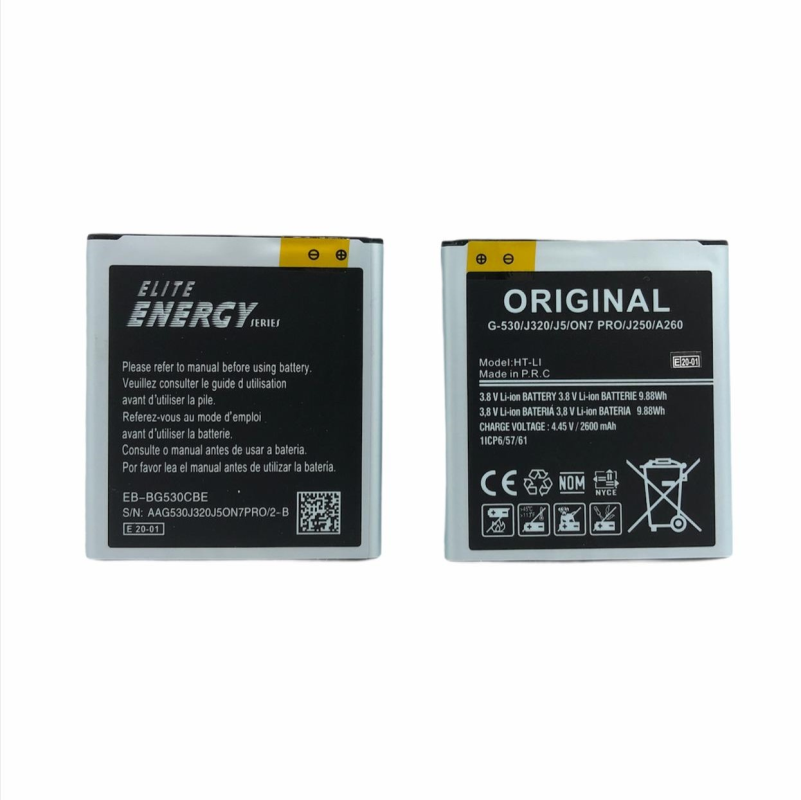 ELITE
ENERGY SERIES
Please refer to manual before using battery.
Veuillez consulter le guide d utilisation
avant d'utiliser la pile.
Referez-vous au mode d'emploi
avant d'utiliser la batterie.
Consulte o manual antes de usar a bateria.
Por favor lea el manual antes de utilizar la batería.
EB-BG530CBE
S/N: AAG530J320J5ON7PRO/2-B
E 20-01
ORIGINAL
G-530/J320/J5/ON7 PRO/J250/A260
Model:HT-LI
Made in P.R.C
E 20-01
3.8 V Li-ion BATTERY 3.8 V Li-ion BATTERIE 9.88Wh
3,8 V Li-ion BATERIÁ 3,8 V Li-ion BATERIA 9.88Wh
CHARGE VOLTAGE : 4.45 V / 2600 mAh
1ICP6/57/61
CE
NOM
NYCE